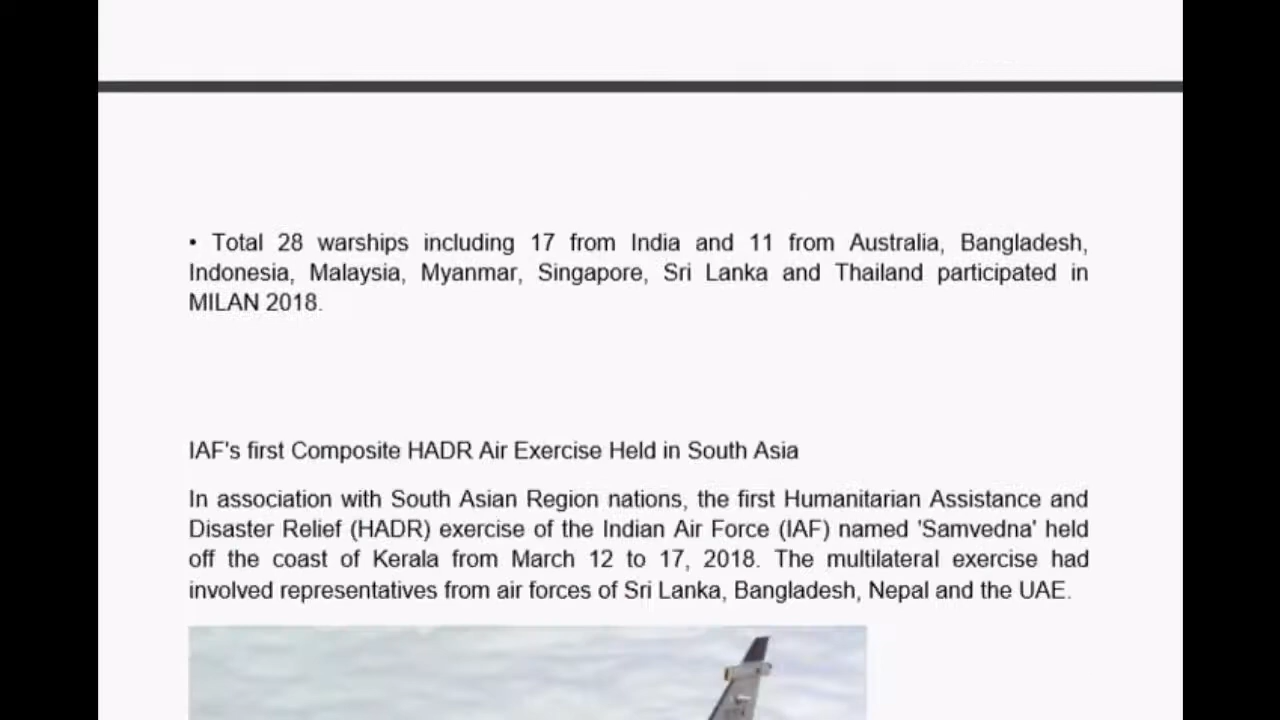 • Total 28 warships including 17 from India and 11 from Australia, Bangladesh,
Indonesia, Malaysia, Myanmar, Singapore, Sri Lanka and Thailand participated in
MILAN 2018.
IAF's first Composite HADR Air Exercise Held in South Asia
In association with South Asian Region nations, the first Humanitarian Assistance and
Disaster Relief (HADR) exercise of the Indian Air Force (IAF) named 'Samvedna' held
off the coast of Kerala from March 12 to 17, 2018. The multilateral exercise had
involved representatives from air forces of Sri Lanka, Bangladesh, Nepal and the UAE.